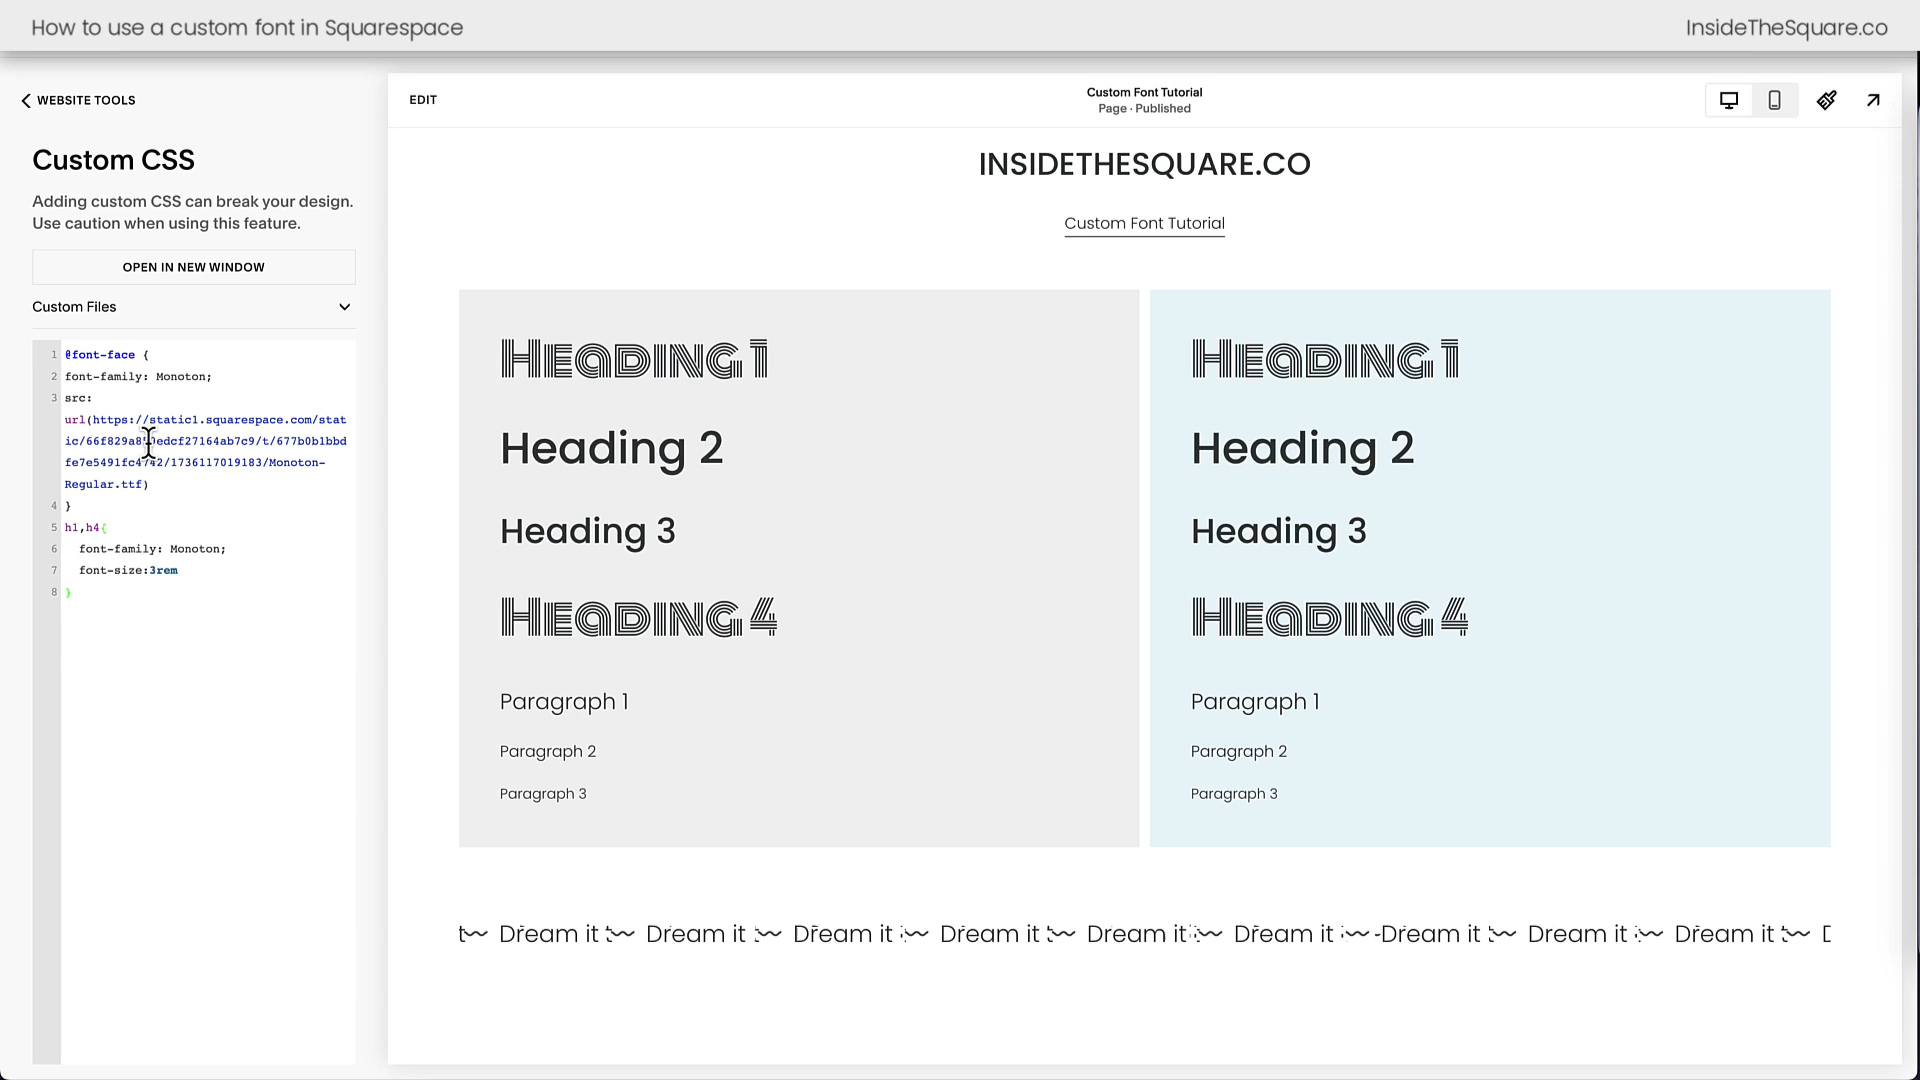 How to use a custom font in Squarespace
InsideTheSquare.co
WEBSITE TOOLS
Custom CSS
Adding custom CSS can break your design.
Use caution when using this feature.
OPEN IN NEW WINDOW
Custom Files
1 @font-face {
2 font-family: Monoton;
3 src:
url(https://static1.squarespace.com/stat
4 }
5 h1,h4{
6 font-family: Monoton;
7 font-size:3rem
8 }
Regular.ttf)
EDIT
Custom Font Tutorial
Page · Published
INSIDETHESQUARE.CO
Custom Font Tutorial
Heading 1
Heading 2
Heading 3
Heading 4
Paragraph 1
Paragraph 2
Paragraph 3
Heading 1
Heading 2
Heading 3
Heading 4
Paragraph 1
Paragraph 2
Paragraph 3
Dream it Dream it Dream it Dream it Dream it Dream it Dream it Dream it Dream it